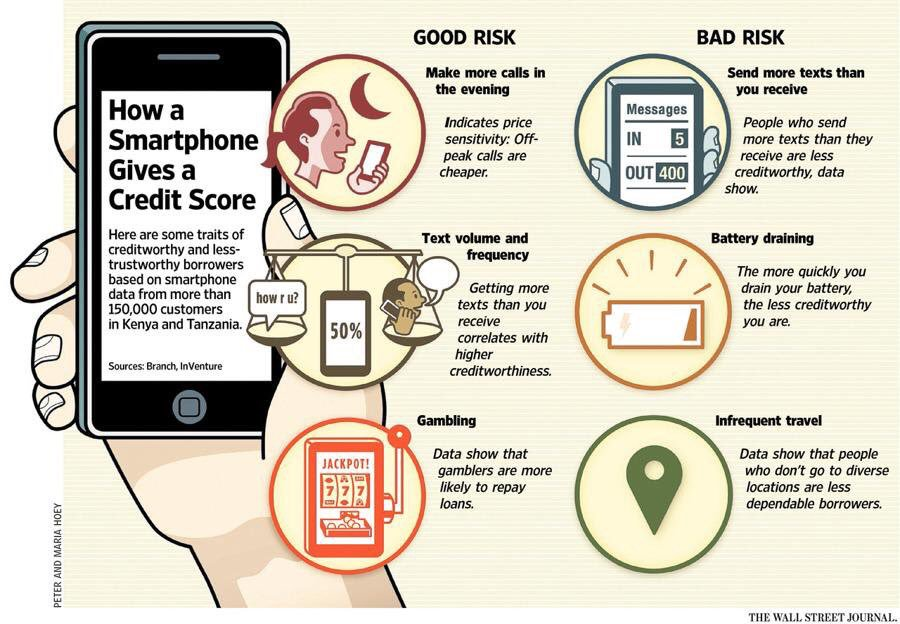 How a
Smartphone
Gives a
Credit Score
Here are some traits of
creditworthy and less-
trustworthy borrowers
based on smartphone
data from more than
150,000 customers
in Kenya and Tanzania.
Sources: Branch, InVenture
GOOD RISK
Make more calls in
the evening
Indicates price
sensitivity: Off-
peak calls are
cheaper.
how r u?
50%
Text volume and
frequency
Getting more
texts than you
receive
correlates with
higher
creditworthiness.
JACKPOT!
7 7 7
Gambling
Data show that
gamblers are more
likely to repay
loans.
BAD RISK
Messages
IN 5
OUT 400
Send more texts than
you receive
People who send
more texts than they
receive are less
creditworthy, data
show.
Battery draining
The more quickly you
drain your battery,
the less creditworthy
you are.
Infrequent travel
Data show that people
who don't go to diverse
locations are less
dependable borrowers.
PETER AND MARIA HOEY
THE WALL STREET JOURNAL.